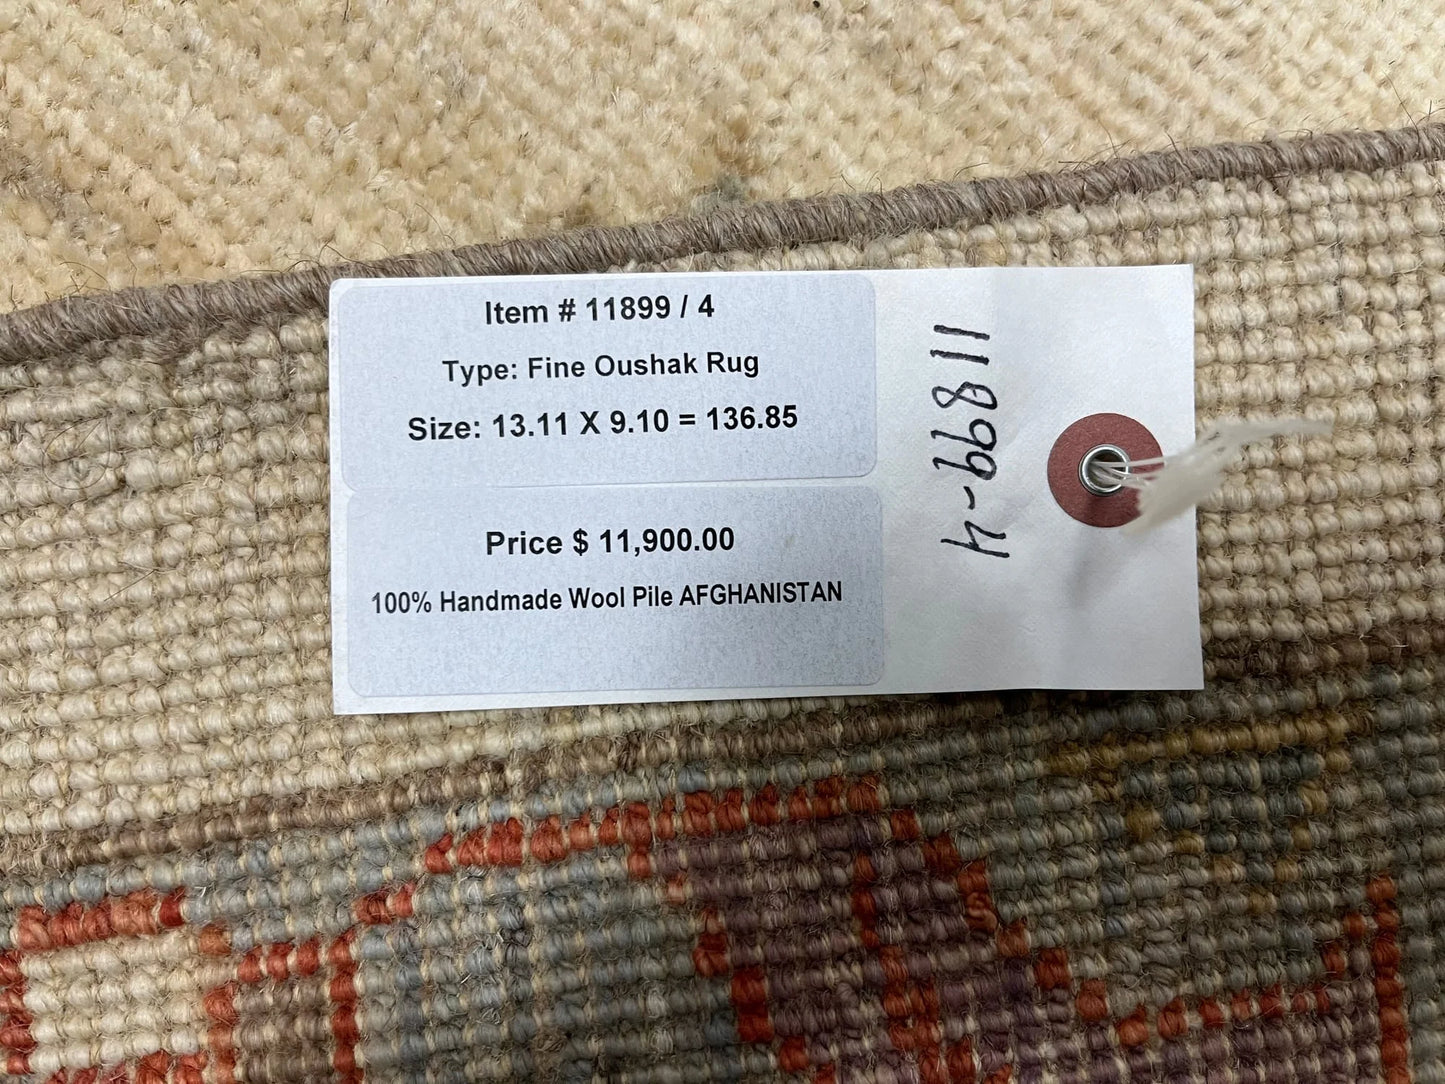 Item # 11899 / 4
Type: Fine Oushak Rug
Size: 13.11 X 9.10 = 136.85
Price $ 11,900.00
100% Handmade Wool Pile AFGHANISTAN
11899-4